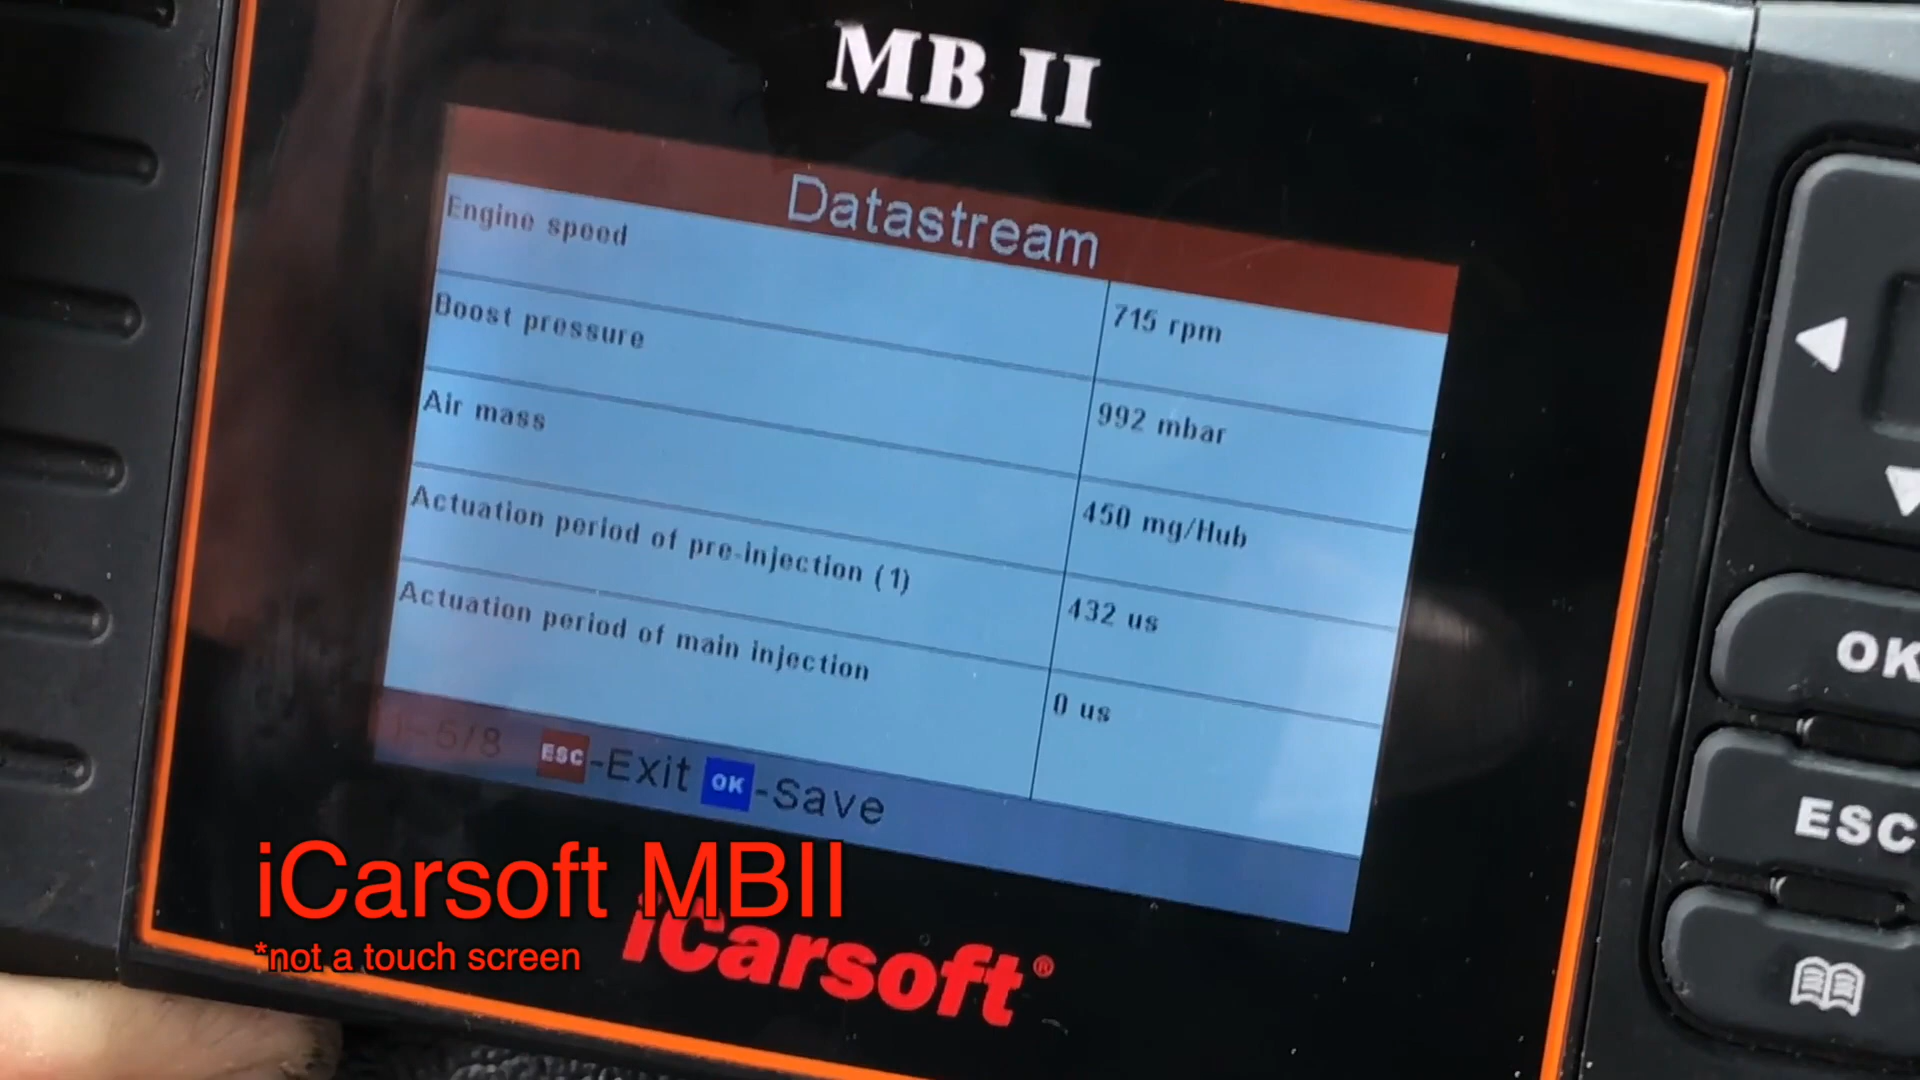 MB II
Datastream
Engine speed 715 rpm
Boost pressure 992 mbar
Air mass 450 mg/Hub
Actuation period of pre-injection (1) 432 us
Actuation period of main injection 0 us
1-5/8 ESC-Exit OK-Save
iCarsoft MBII
*not a touch screen
iCarsoft®
OK
ESC